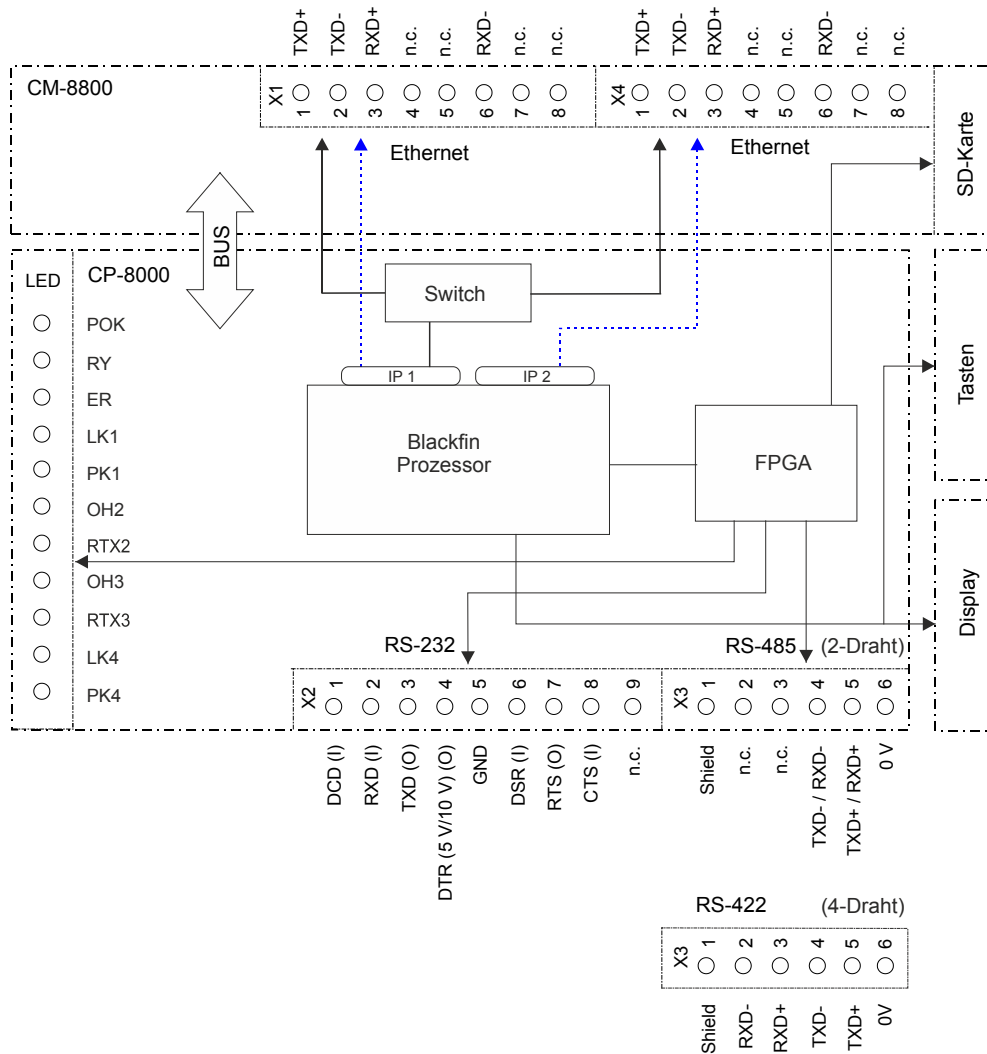 TXD+ TXD- RXD+ n.c. n.c. RXD- n.c. n.c.
TXD+ TXD- RXD+ n.c. n.c. RXD- n.c. n.c.
CM-8800
X1 1 2 3 4 5 6 7 8
X4 1 2 3 4 5 6 7 8
SD-Karte
Ethernet
Ethernet
BUS
LED
CP-8000
Switch
Tasten
POK
RY
ER
LK1
PK1
OH2
RTX2
OH3
RTX3
LK4
PK4
IP 1
IP 2
Blackfin
Prozessor
FPGA
Display
RS-232
RS-485 (2-Draht)
X2 1 2 3 4 5 6 7 8 9
X3 1 2 3 4 5 6
DCD (I)
RXD (I)
TXD (O)
DTR (5 V/10 V) (O)
GND
DSR (I)
RTS (O)
CTS (I)
n.c.
Shield
n.c.
n.c.
TXD- / RXD-
TXD+ / RXD+
0 V
RS-422 (4-Draht)
X3 1 2 3 4 5 6
Shield
RXD-
RXD+
TXD-
TXD+
0V